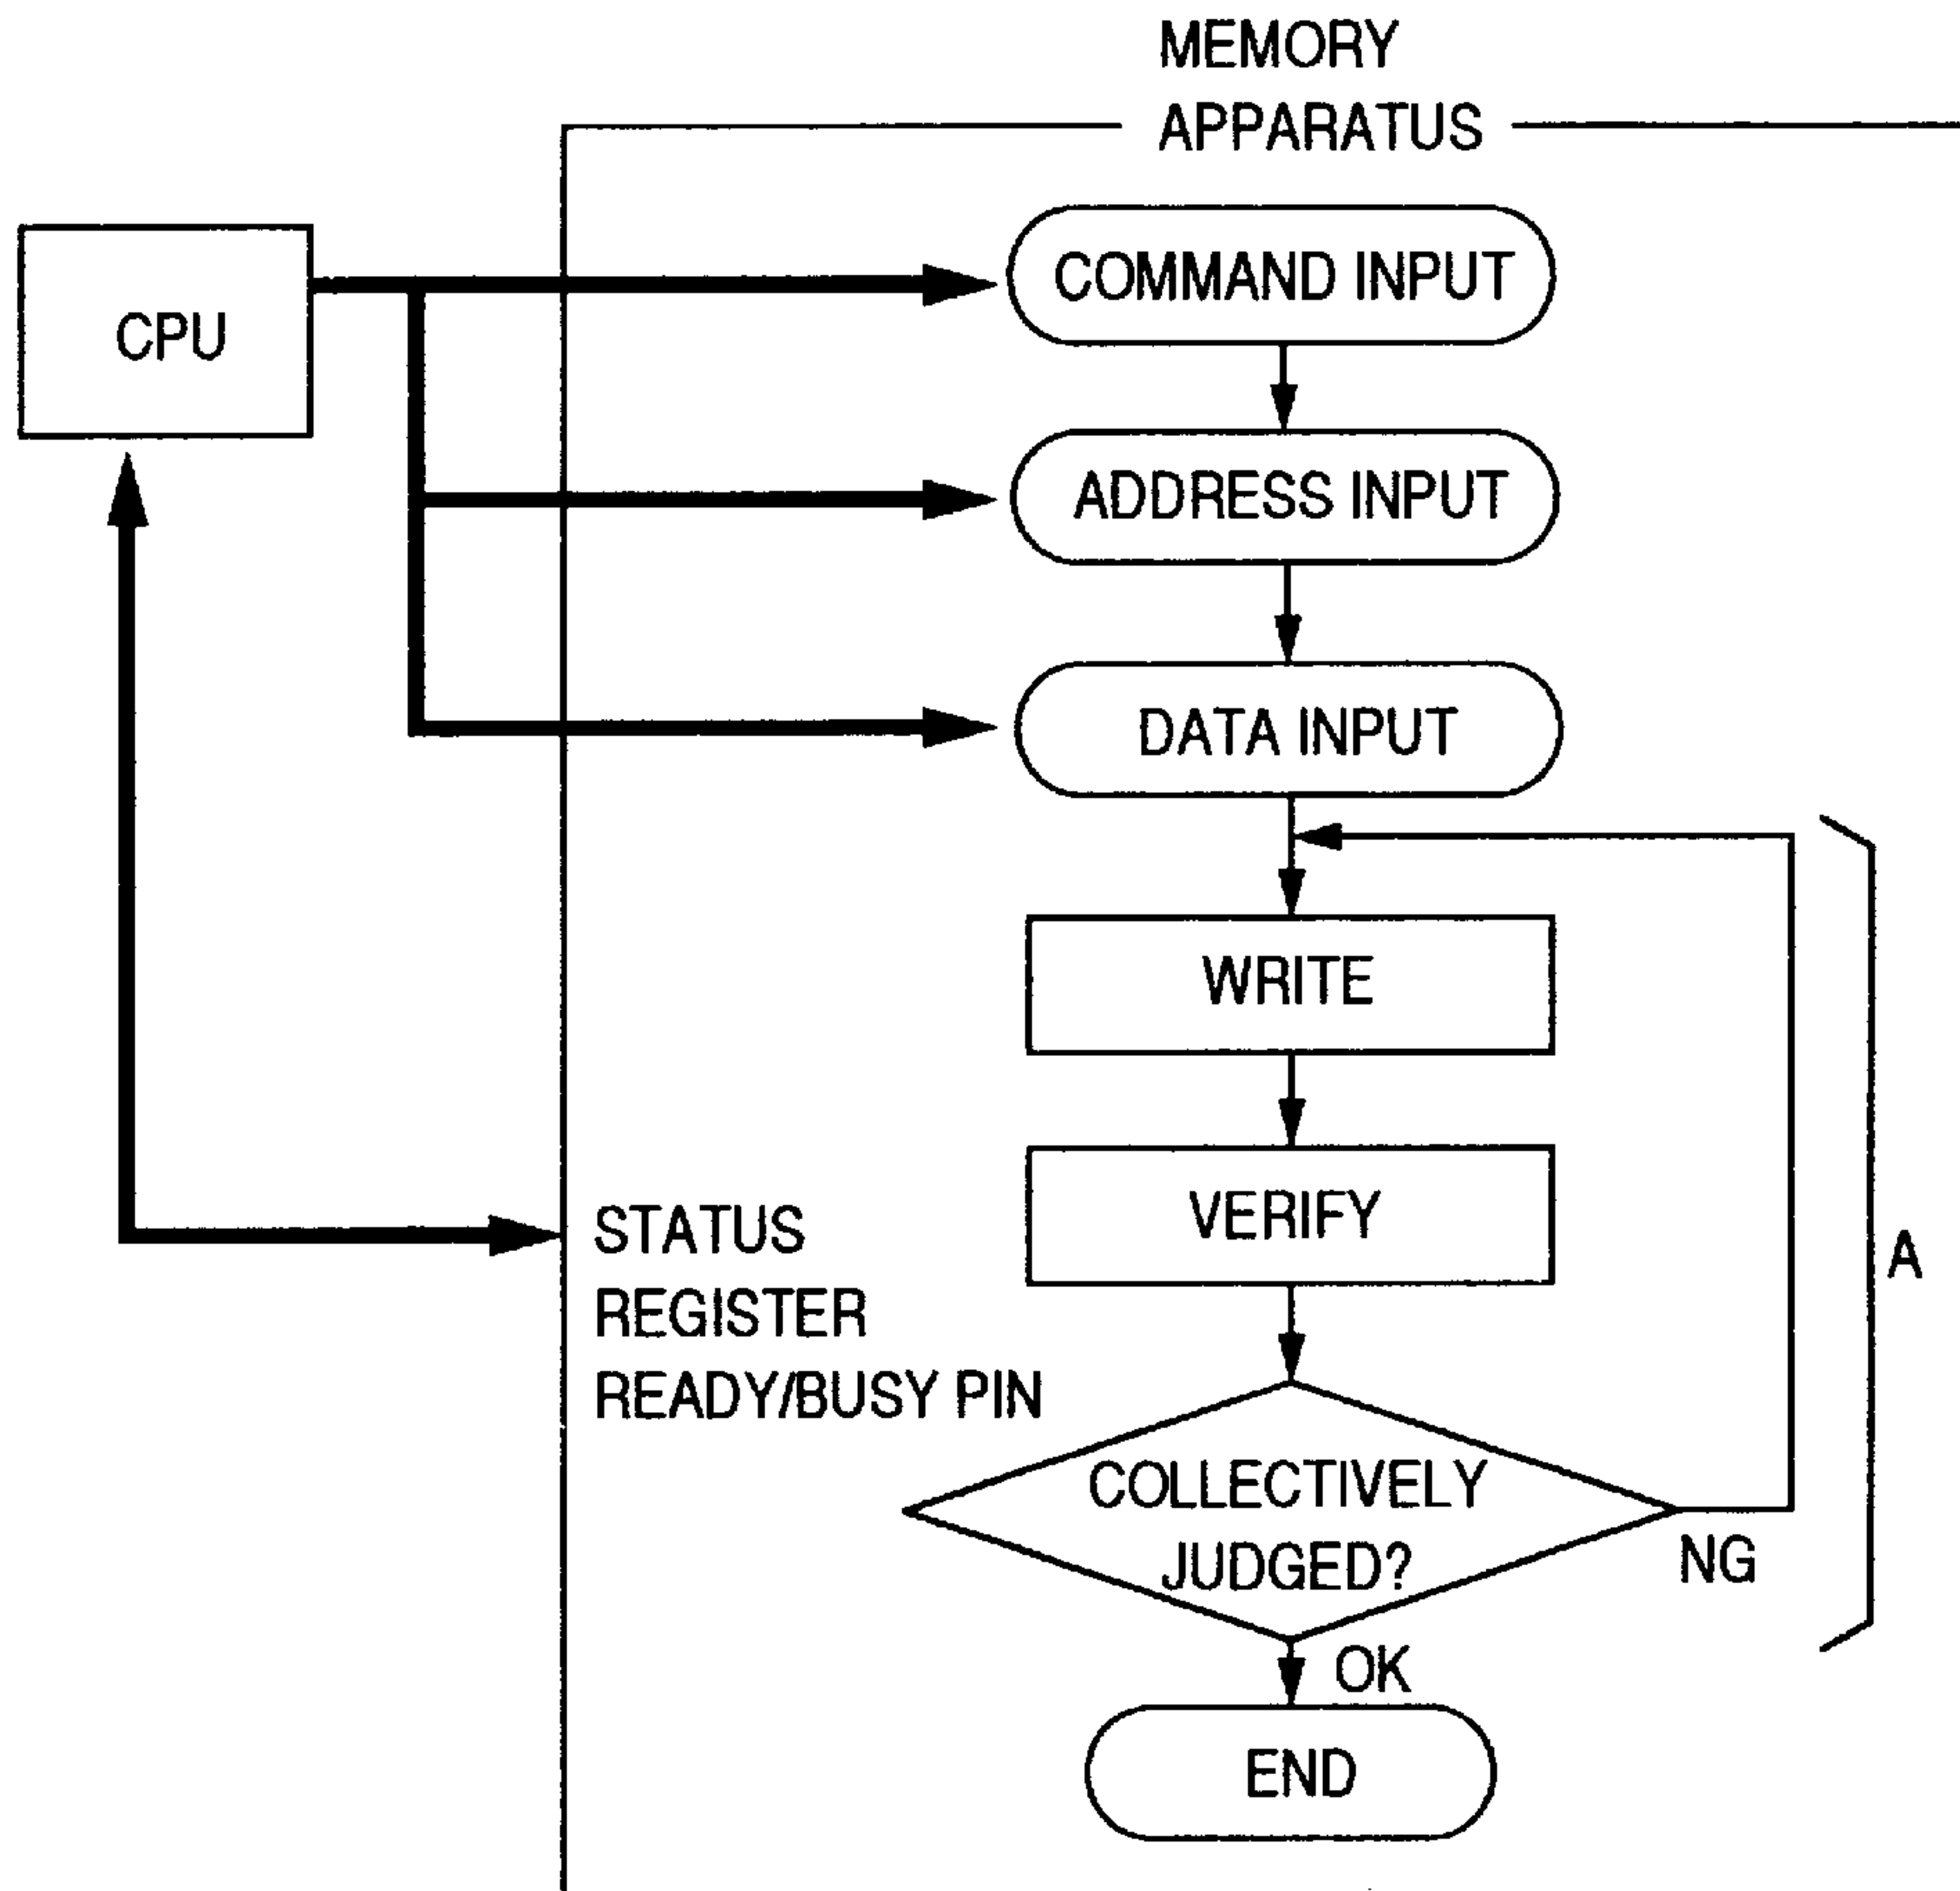 MEMORY
APPARATUS
CPU
COMMAND INPUT
ADDRESS INPUT
DATA INPUT
WRITE
VERIFY
STATUS
REGISTER
READY/BUSY PIN
A
COLLECTIVELY
JUDGED?
NG
OK
END